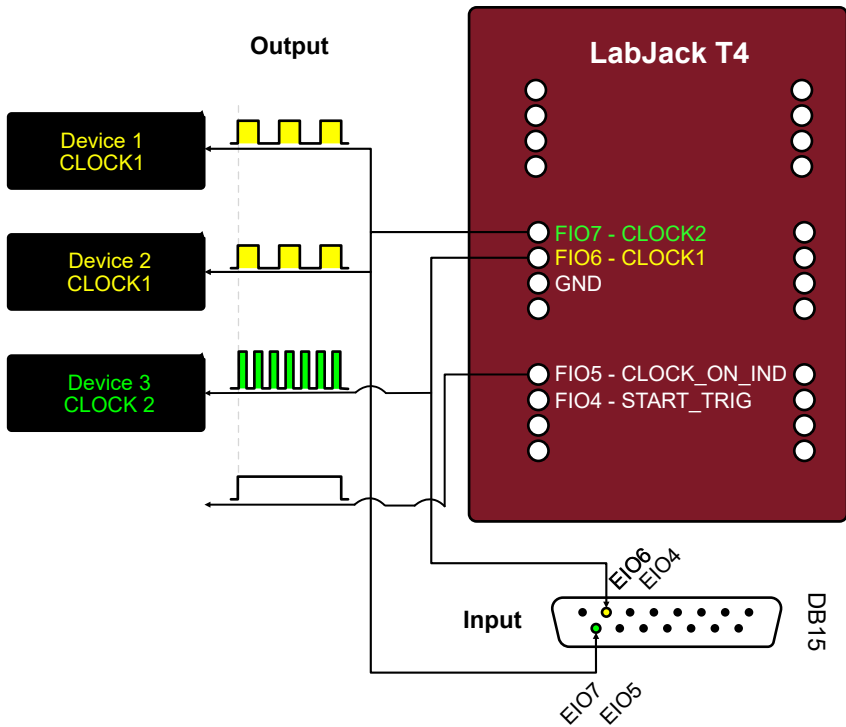 Output
LabJack T4
Device 1
CLOCK1
Device 2
CLOCK1
Device 3
CLOCK 2
FIO7 - CLOCK2
FIO6 - CLOCK1
GND
FIO5 - CLOCK_ON_IND
FIO4 - START_TRIG
EIO6
EIO4
Input
DB15
EIO7
EIO5